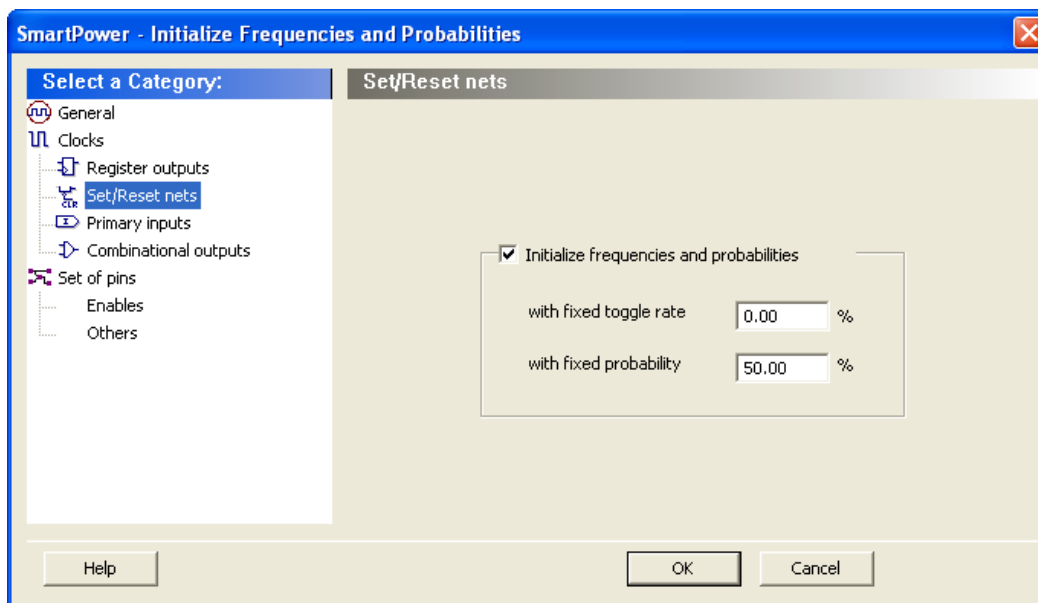 SmartPower - Initialize Frequencies and Probabilities
Select a Category:
Set/Reset nets
General
Clocks
Register outputs
CLR
Set/Reset nets
Primary inputs
Combinational outputs
Set of pins
Enables
Others
Initialize frequencies and probabilities
with fixed toggle rate 0.00 %
with fixed probability 50.00 %
Help OK Cancel